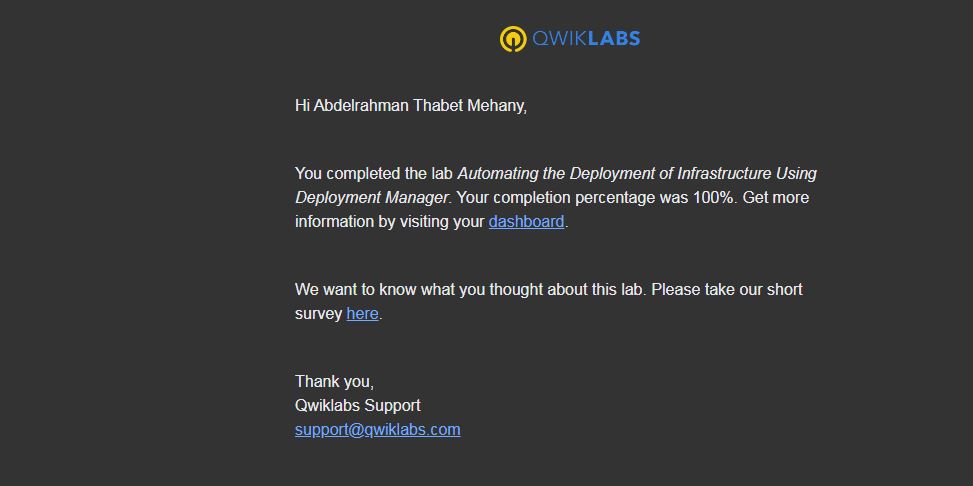 QWIKLABS
Hi Abdelrahman Thabet Mehany,
You completed the lab Automating the Deployment of Infrastructure Using
Deployment Manager. Your completion percentage was 100%. Get more
information by visiting your dashboard.
We want to know what you thought about this lab. Please take our short
survey here.
Thank you,
Qwiklabs Support
support@qwiklabs.com